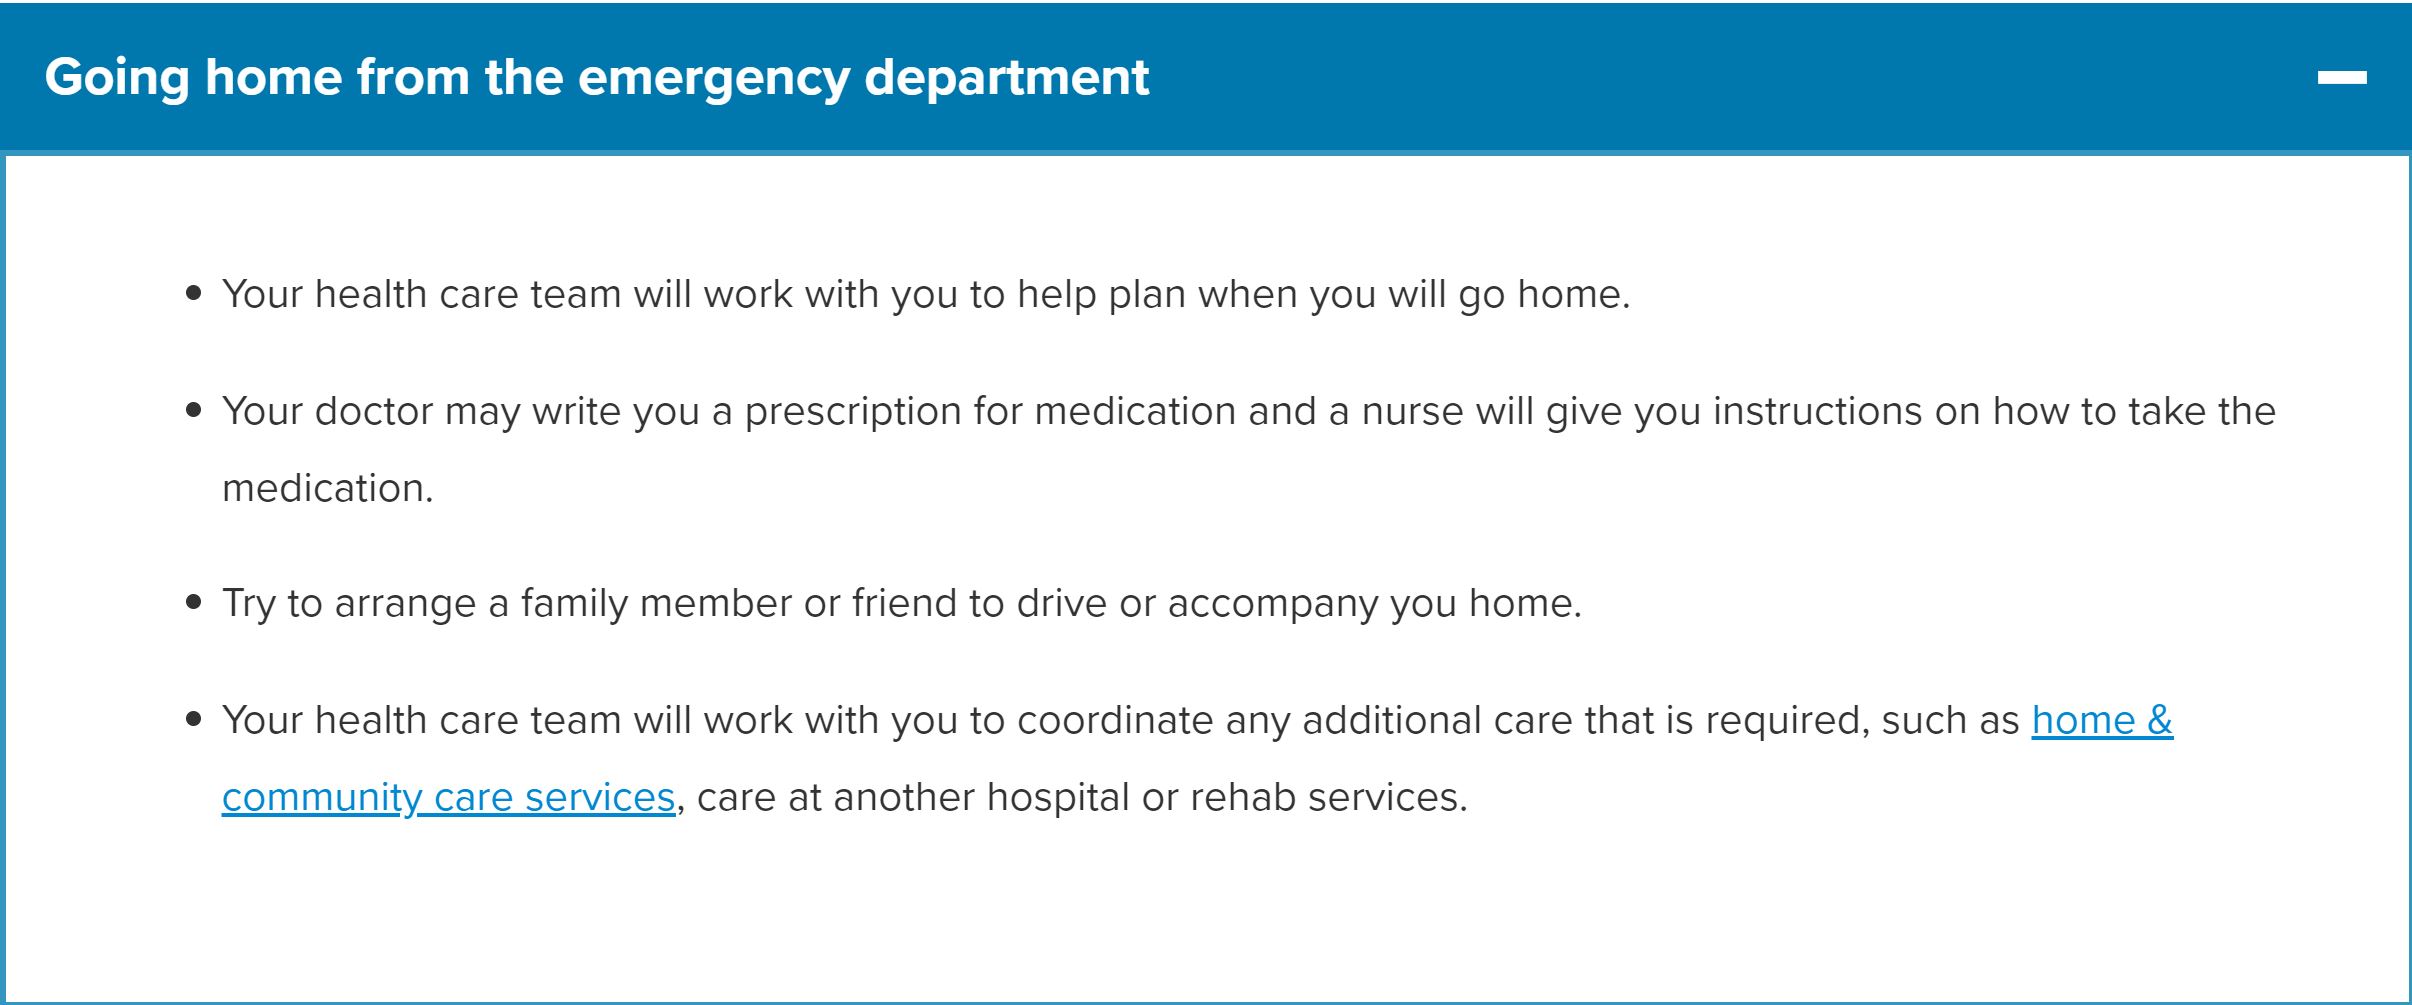 Going home from the emergency department
• Your health care team will work with you to help plan when you will go home.
• Your doctor may write you a prescription for medication and a nurse will give you instructions on how to take the
medication.
• Try to arrange a family member or friend to drive or accompany you home.
• Your health care team will work with you to coordinate any additional care that is required, such as home &
community care services, care at another hospital or rehab services.